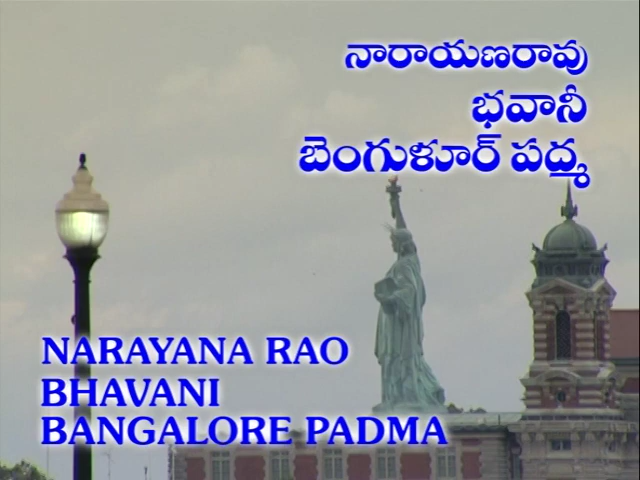 నారాయణరావు
భవానీ
బెంగుళూర్ పద్మ
NARAYANA RAO
BHAVANI
BANGALORE PADMA